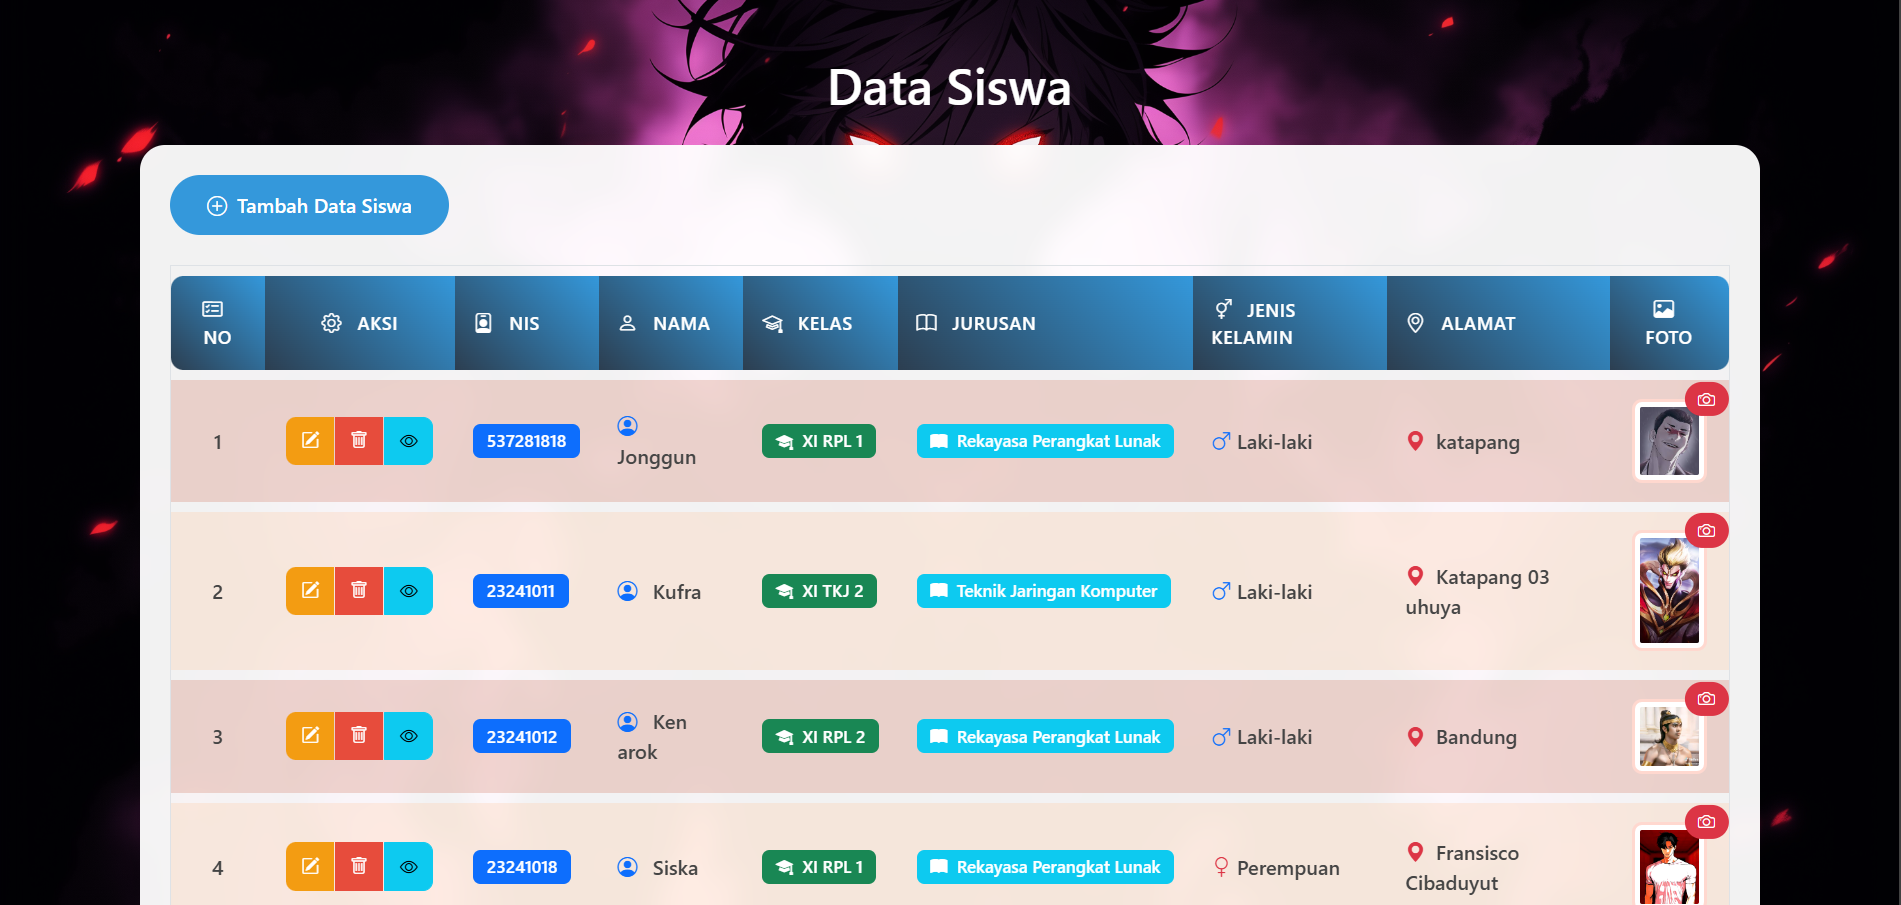 Data Siswa
Tambah Data Siswa
NO AKSI NIS NAMA KELAS JURUSAN JENIS KELAMIN ALAMAT FOTO
1 537281818 Jonggun XI RPL 1 Rekayasa Perangkat Lunak Laki-laki katapang
2 23241011 Kufra XI TKJ 2 Teknik Jaringan Komputer Laki-laki Katapang 03 uhuya
3 23241012 Ken arok XI RPL 2 Rekayasa Perangkat Lunak Laki-laki Bandung
4 23241018 Siska XI RPL 1 Rekayasa Perangkat Lunak Perempuan Fransisco Cibaduyut